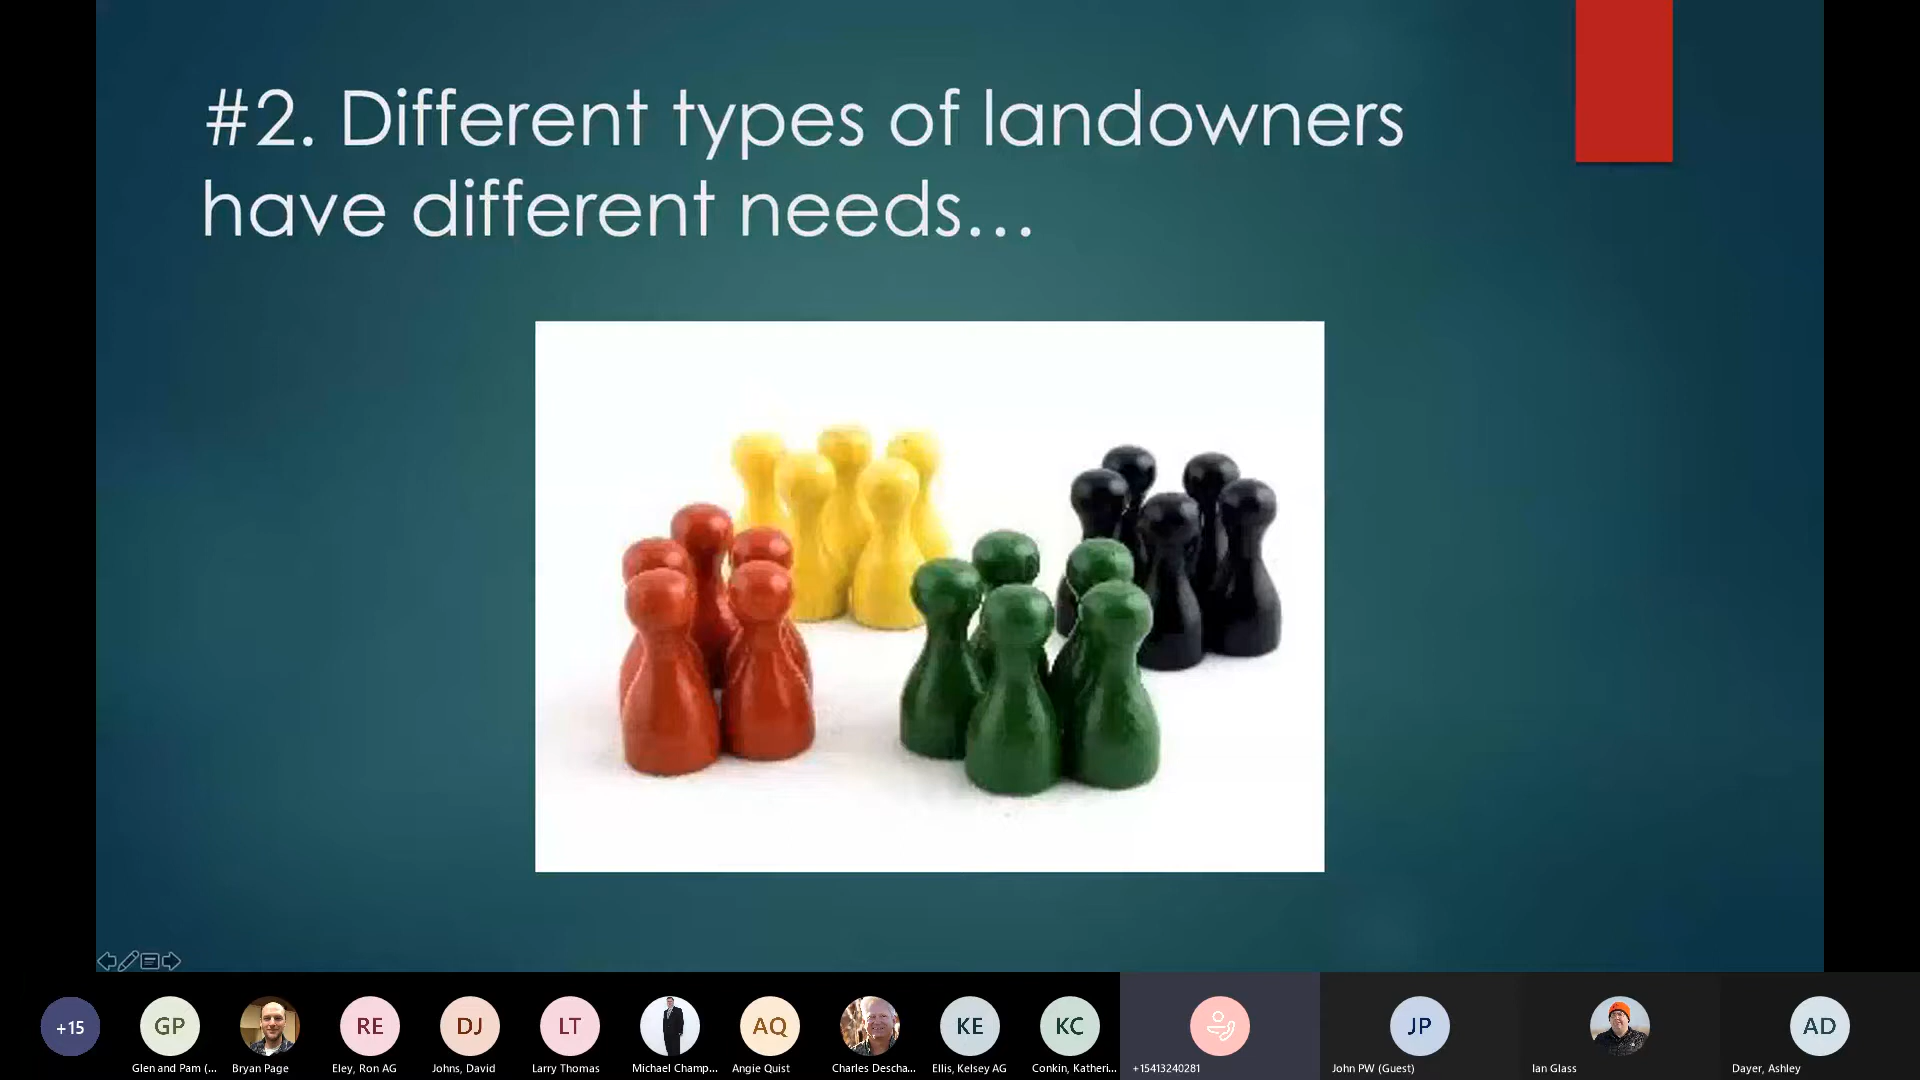 #2. Different types of landowners
have different needs...
+15
GP
RE
DJ
LT
AQ
KE
KC
JP
AD
Glen and Pam (...
Bryan Page
Eley, Ron AG
Johns, David
Larry Thomas
Michael Champ...
Angie Quist
Charles Descha...
Ellis, Kelsey AG
Conkin, Katheri...
+15413240281
John PW (Guest)
Ian Glass
Dayer, Ashley